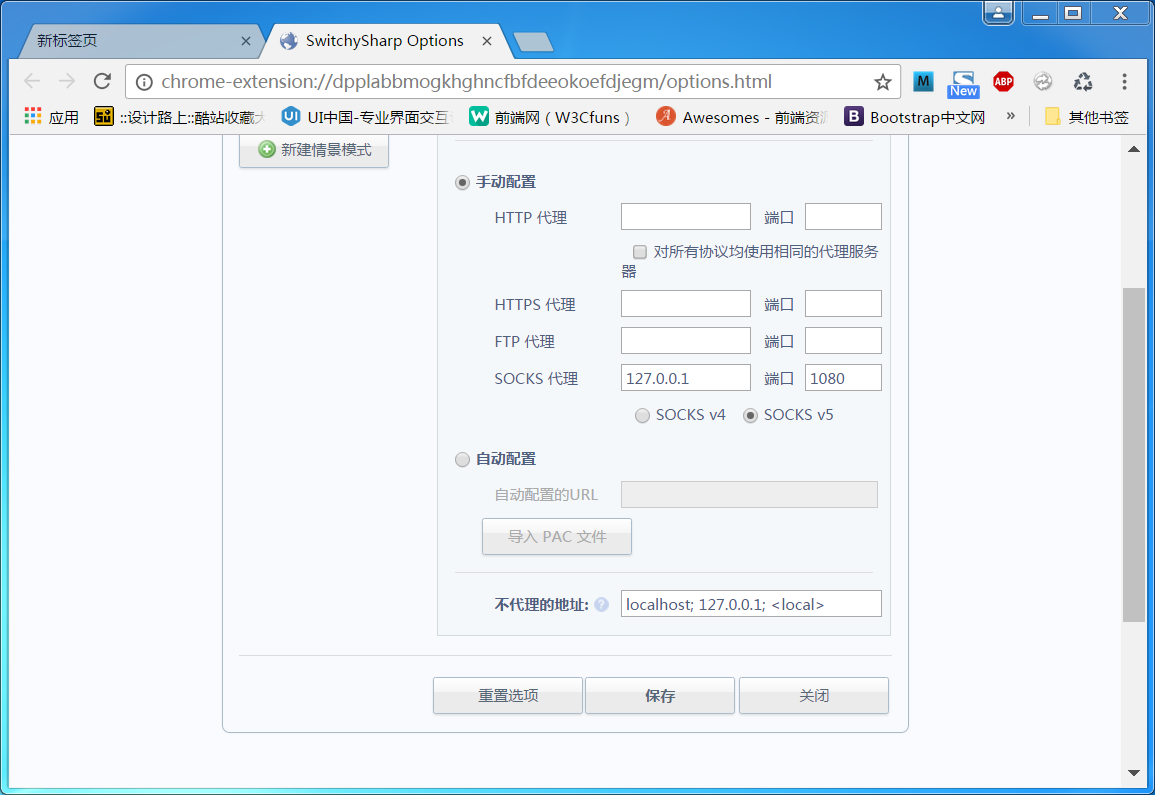 新标签页
SwitchySharp Options
chrome-extension://dpplabbmogkhghncfbfdeeokoefdjegm/options.html
M
New
ABP
应用
::设计路上::酷站收藏
UI
UI中国-专业界面交互
W
前端网（W3Cfuns）
A
Awesomes - 前端资
B
Bootstrap中文网
»
其他书签
新建情景模式
手动配置
HTTP 代理
端口
对所有协议均使用相同的代理服务
器
HTTPS 代理
端口
FTP 代理
端口
SOCKS 代理
127.0.0.1
端口
1080
SOCKS v4
SOCKS v5
自动配置
自动配置的URL
导入 PAC 文件
不代理的地址:
?
localhost; 127.0.0.1; <local>
重置选项
保存
关闭